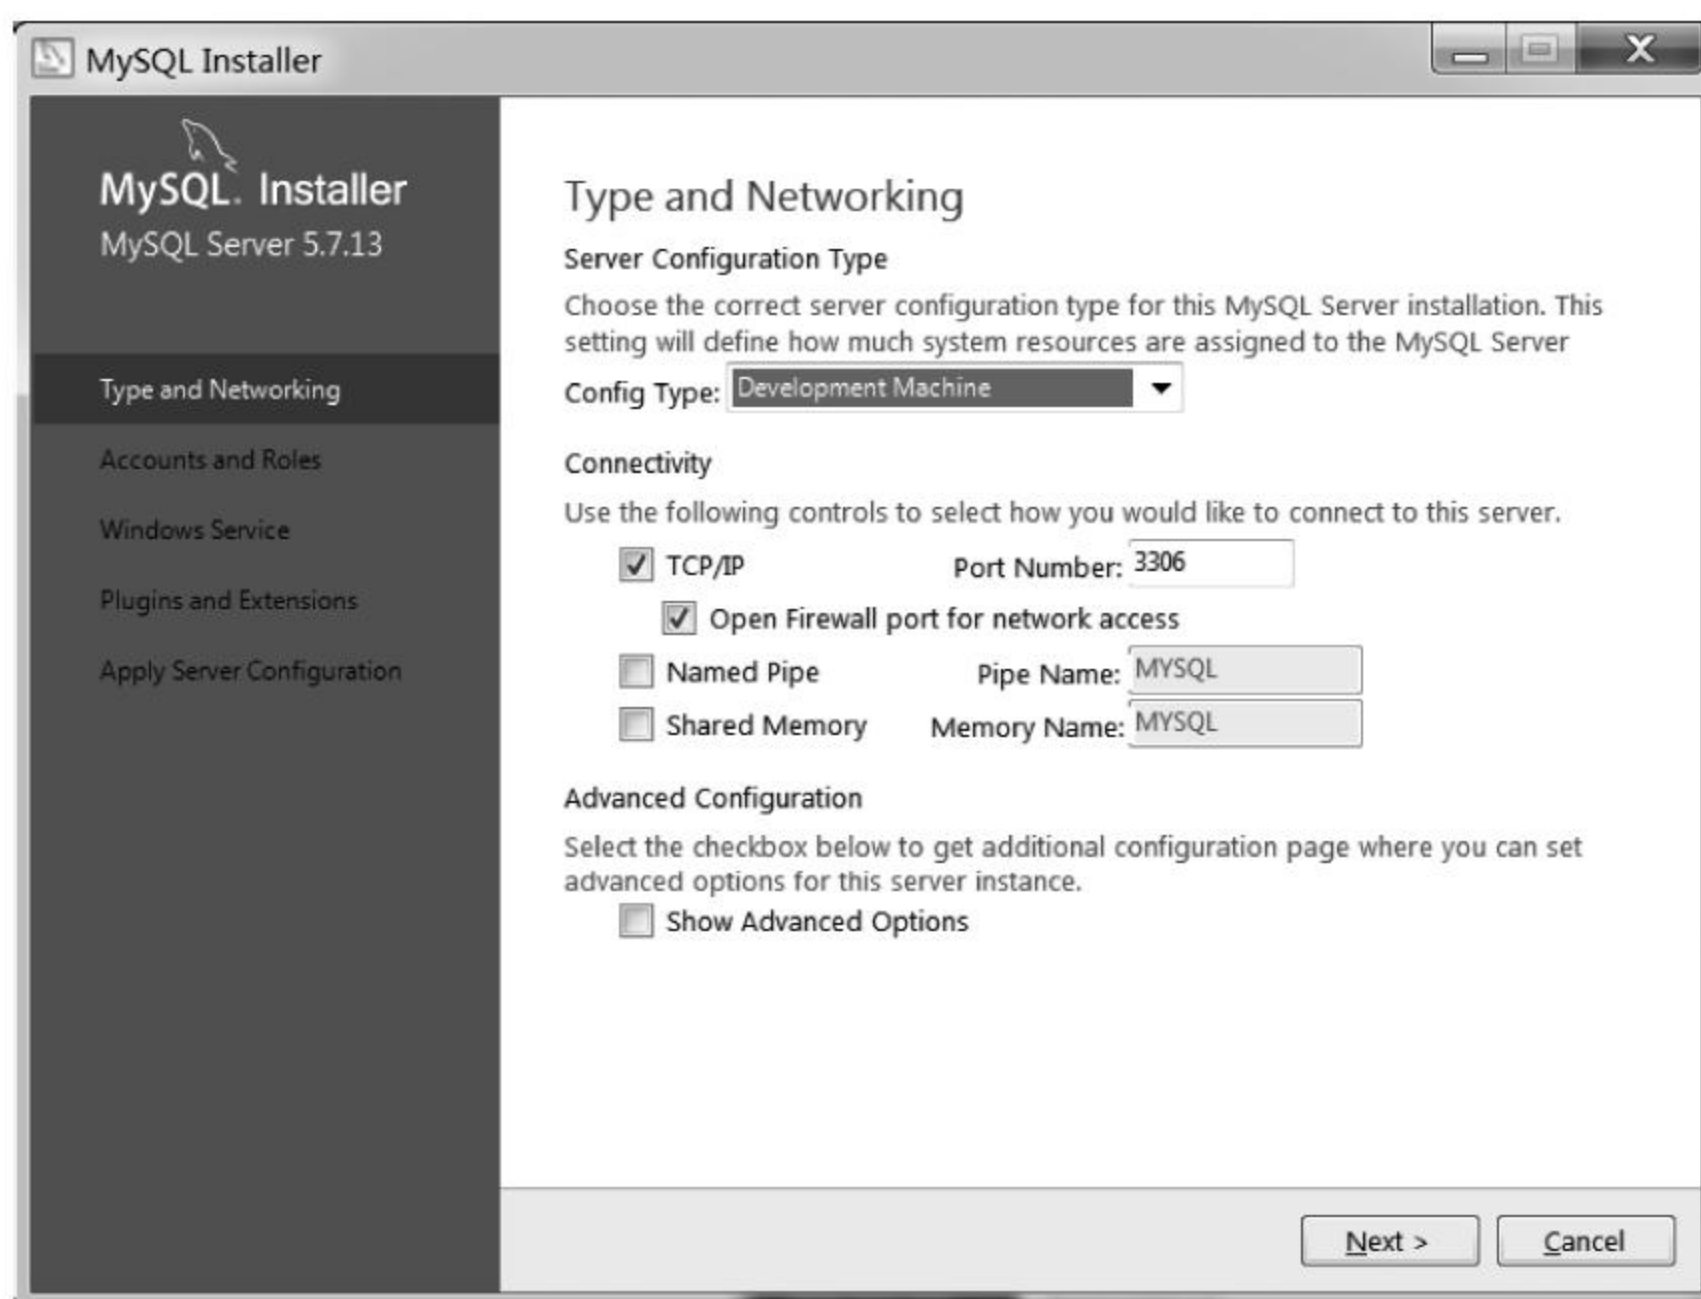 MySQL Installer
MySQL. Installer
MySQL Server 5.7.13
Type and Networking
Accounts and Roles
Windows Service
Plugins and Extensions
Apply Server Configuration
Type and Networking
Server Configuration Type
Choose the correct server configuration type for this MySQL Server installation. This
setting will define how much system resources are assigned to the MySQL Server
Config Type: Development Machine
Connectivity
Use the following controls to select how you would like to connect to this server.
TCP/IP Port Number: 3306
Open Firewall port for network access
Named Pipe Pipe Name: MYSQL
Shared Memory Memory Name: MYSQL
Advanced Configuration
Select the checkbox below to get additional configuration page where you can set
advanced options for this server instance.
Show Advanced Options
Next > Cancel